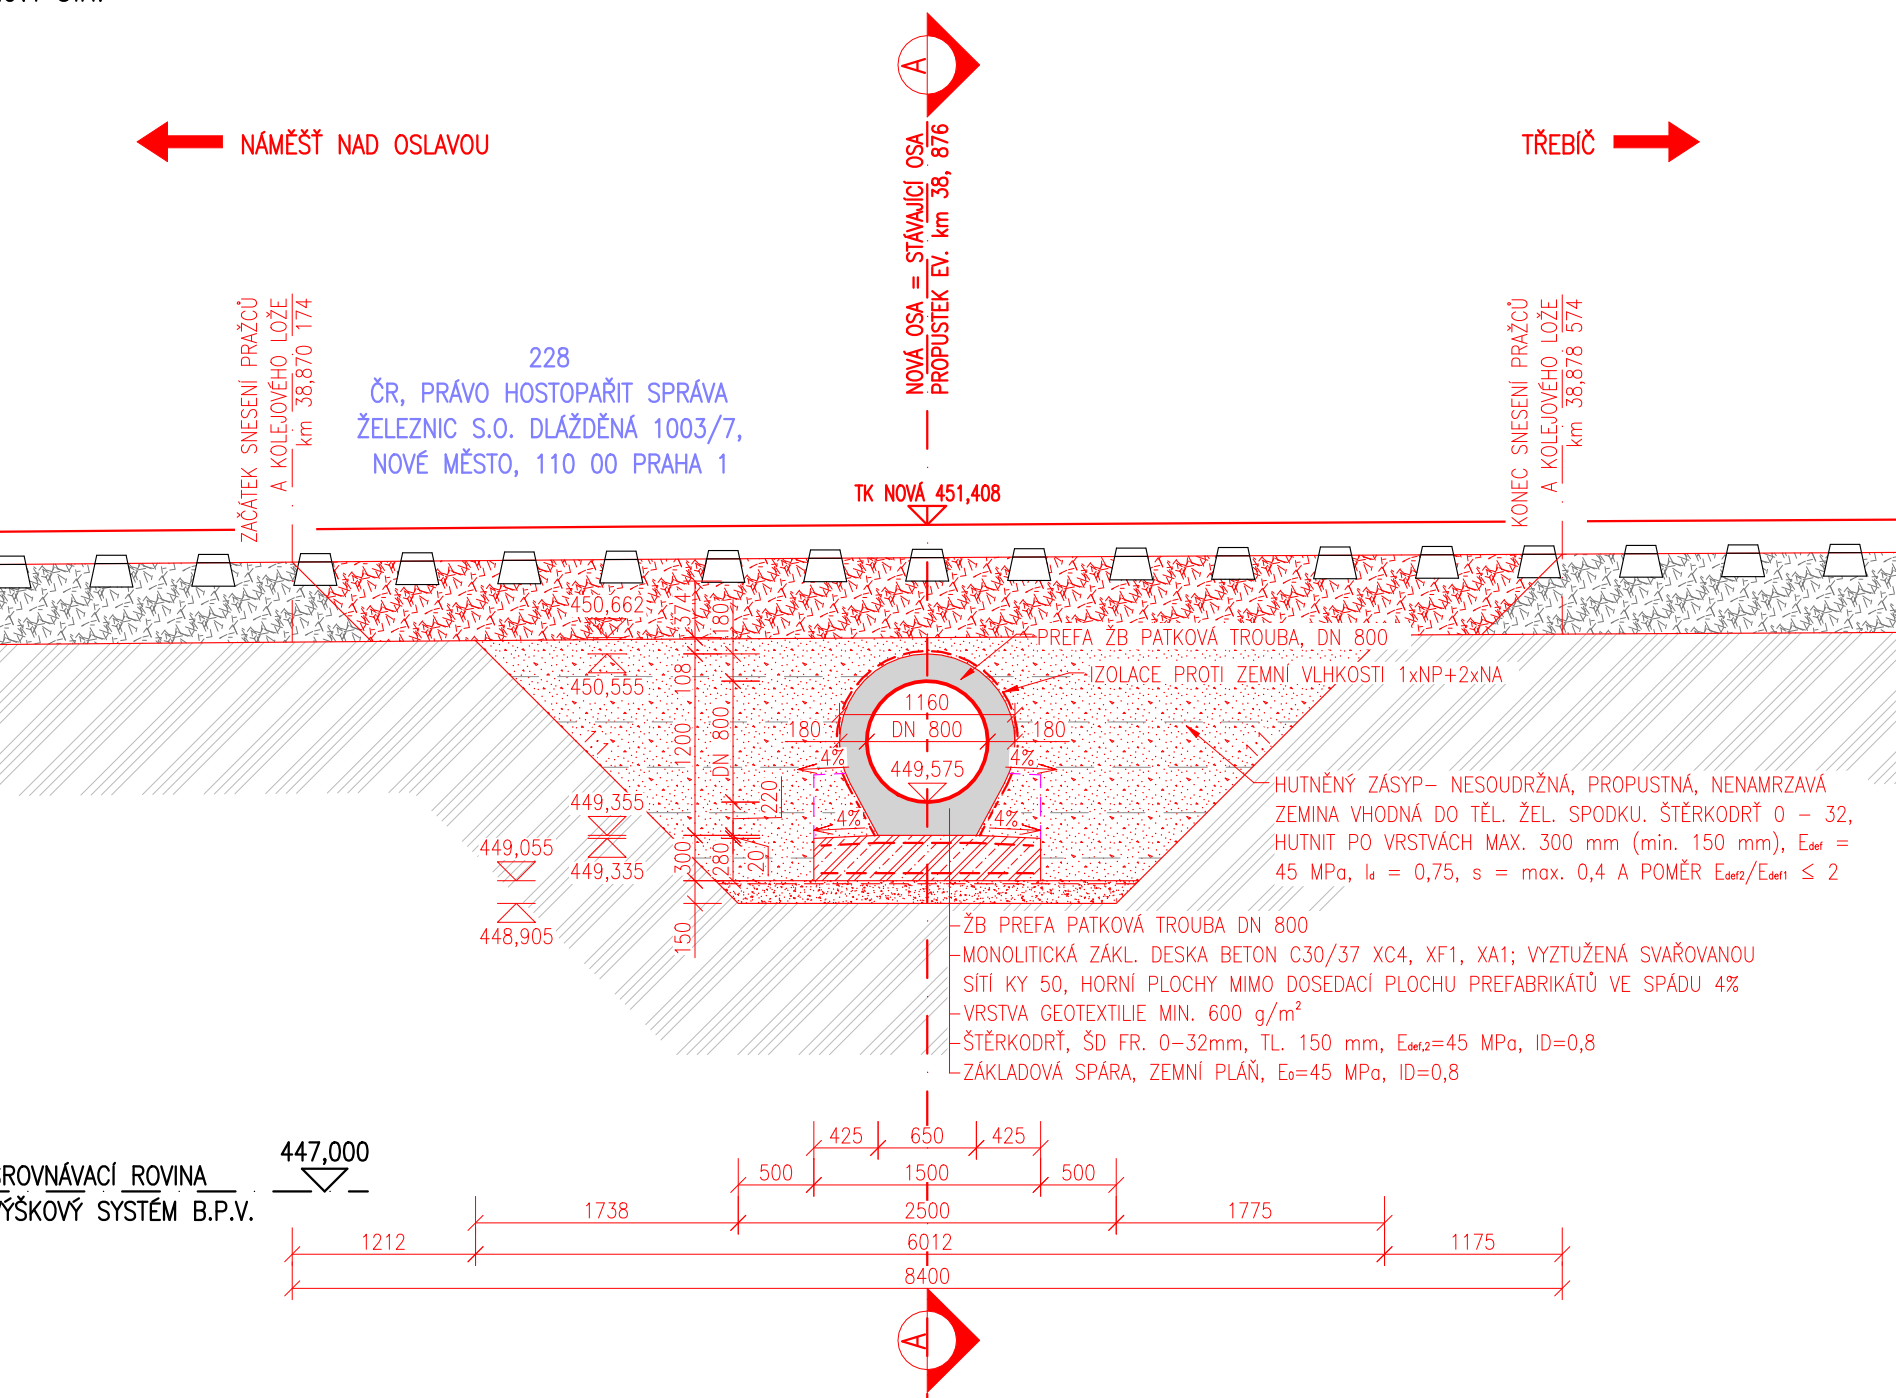 A
NÁMĚŠŤ NAD OSLAVOU
TŘEBÍČ
NOVÁ OSA = STÁVAJÍCÍ OSA
PROPUSTEK EV. km 38, 876
ZAČÁTEK SNESENÍ PRAŽCŮ
A KOLEJOVÉHO LOŽE
km 38,870 174
KONEC SNESENÍ PRAŽCŮ
A KOLEJOVÉHO LOŽE
km 38,878 574
228
ČR, PRÁVO HOSTOPAŘIT SPRÁVA
ŽELEZNIC S.O. DLÁŽDĚNÁ 1003/7,
NOVÉ MĚSTO, 110 00 PRAHA 1
TK NOVÁ 451,408
450,662
374
180
PREFA ŽB PATKOVÁ TROUBA, DN 800
IZOLACE PROTI ZEMNÍ VLHKOSTI 1xNP+2xNA
450,555
108
1160
180
DN 800
180
1200
DN 800
1:1
1:1
4%
4%
449,575
220
449,355
4%
4%
HUTNĚNÝ ZÁSYP– NESOUDRŽNÁ, PROPUSTNÁ, NENAMRZAVÁ
ZEMINA VHODNÁ DO TĚL. ŽEL. SPODKU. ŠTĚRKODRŤ 0 – 32,
HUTNIT PO VRSTVÁCH MAX. 300 mm (min. 150 mm), Edef =
45 MPa, Id = 0,75, s = max. 0,4 A POMĚR Edef2/Edef1 ≤ 2
449,055
449,335
300
280
20
448,905
150
ŽB PREFA PATKOVÁ TROUBA DN 800
MONOLITICKÁ ZÁKL. DESKA BETON C30/37 XC4, XF1, XA1; VYZTUŽENÁ SVAŘOVANOU
SÍTÍ KY 50, HORNÍ PLOCHY MIMO DOSEDACÍ PLOCHU PREFABRIKÁTŮ VE SPÁDU 4%
VRSTVA GEOTEXTILIE MIN. 600 g/m²
ŠTĚRKODRŤ, ŠD FR. 0–32mm, TL. 150 mm, Edef,2=45 MPa, ID=0,8
ZÁKLADOVÁ SPÁRA, ZEMNÍ PLÁŇ, E0=45 MPa, ID=0,8
447,000
SROVNÁVACÍ ROVINA
VÝŠKOVÝ SYSTÉM B.P.V.
425 650 425
500 1500 500
1738 2500 1775
1212 6012 1175
8400
A